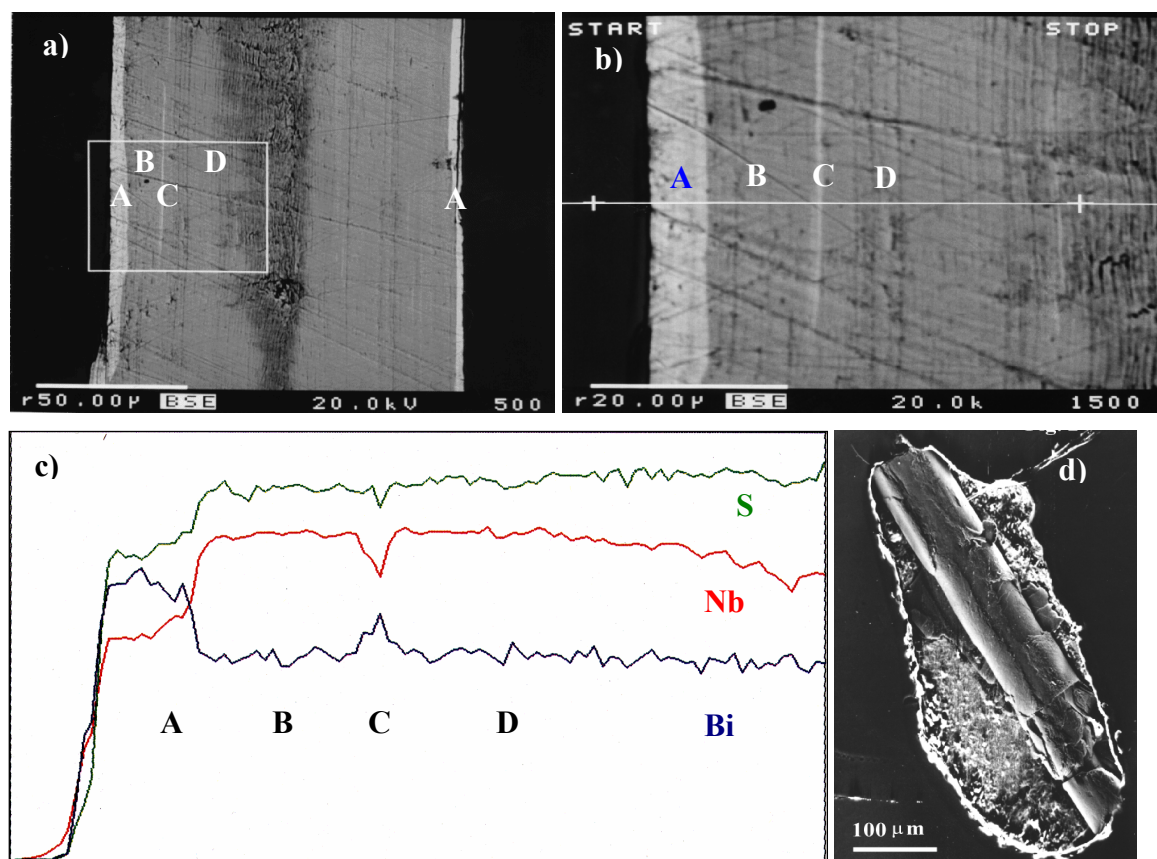 a)
B D
A C A
r50.00µ BSE 20.0kV 500
START STOP
b)
A B C D
r20.00µ BSE 20.0k 1500
c)
S
Nb
A B C D Bi
d)
100 µm